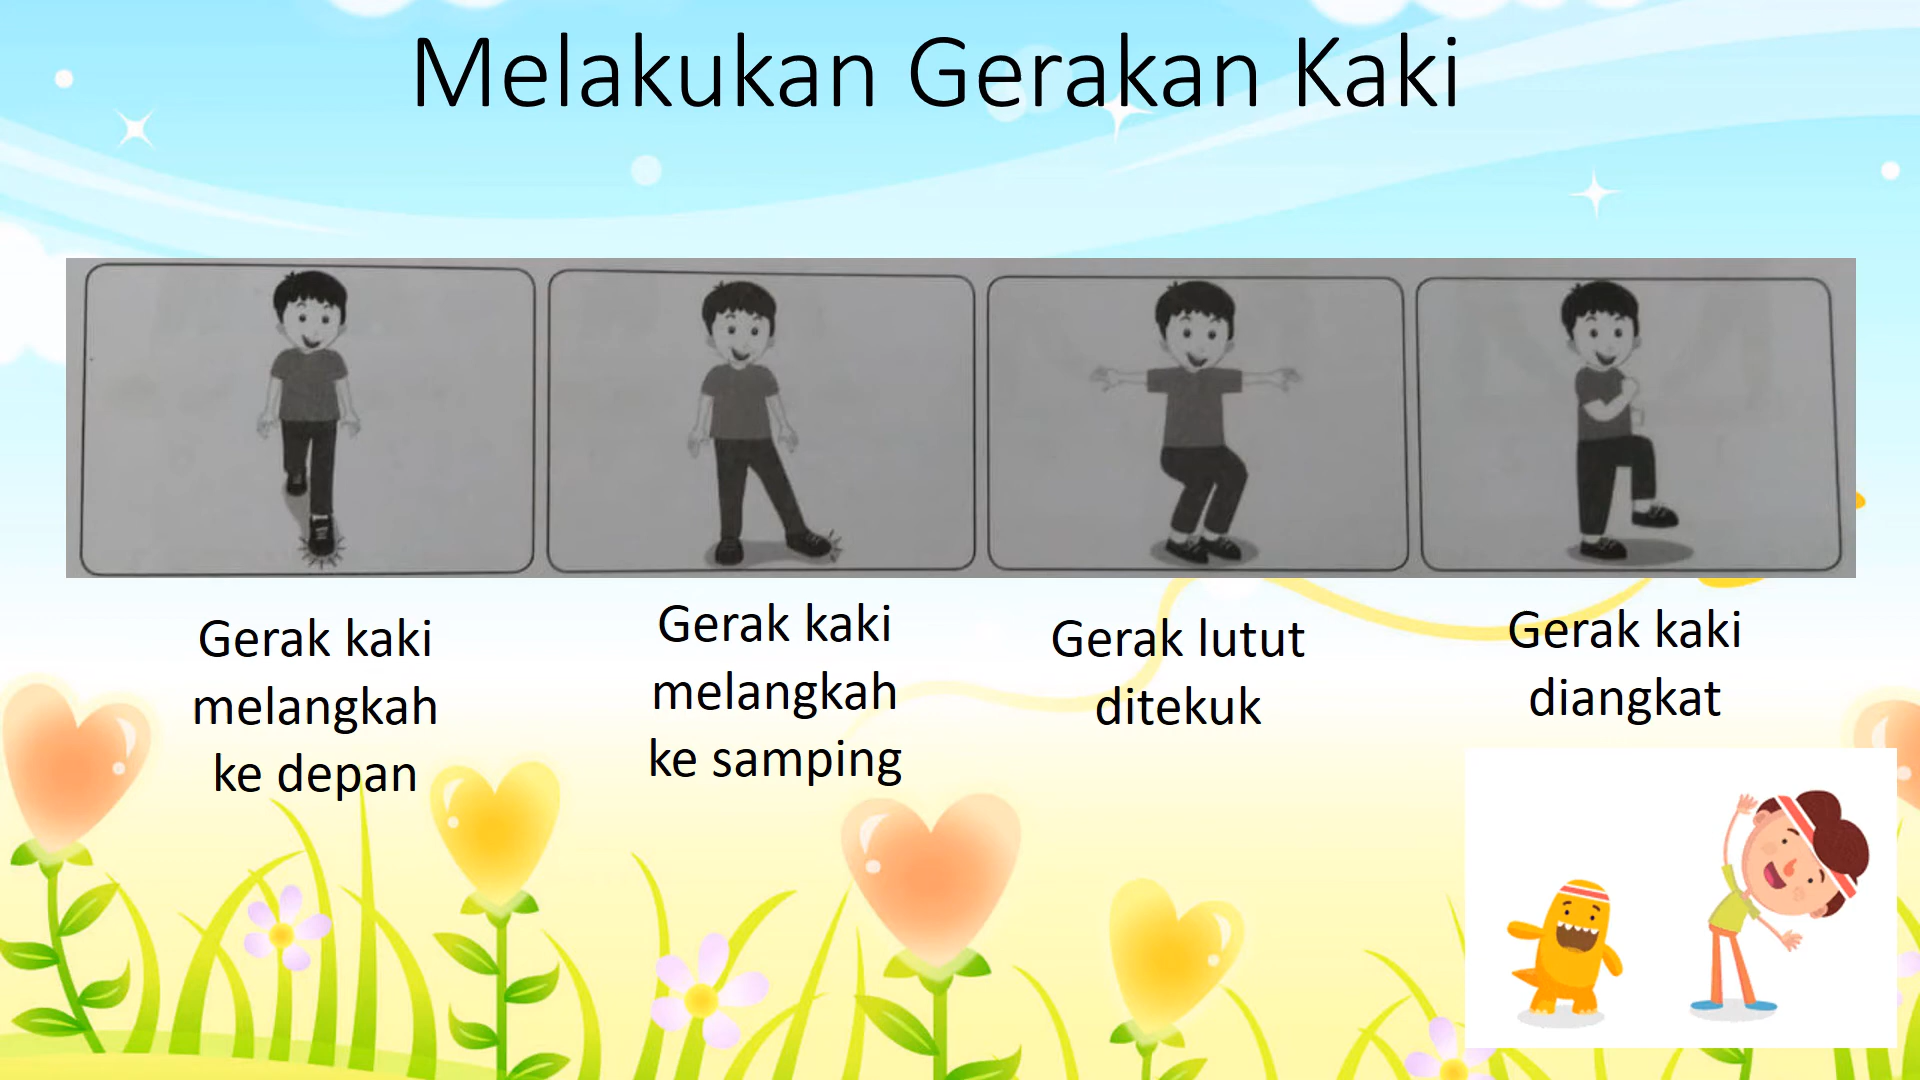 Melakukan Gerakan Kaki
Gerak kaki
melangkah
ke depan
Gerak kaki
melangkah
ke samping
Gerak lutut
ditekuk
Gerak kaki
diangkat